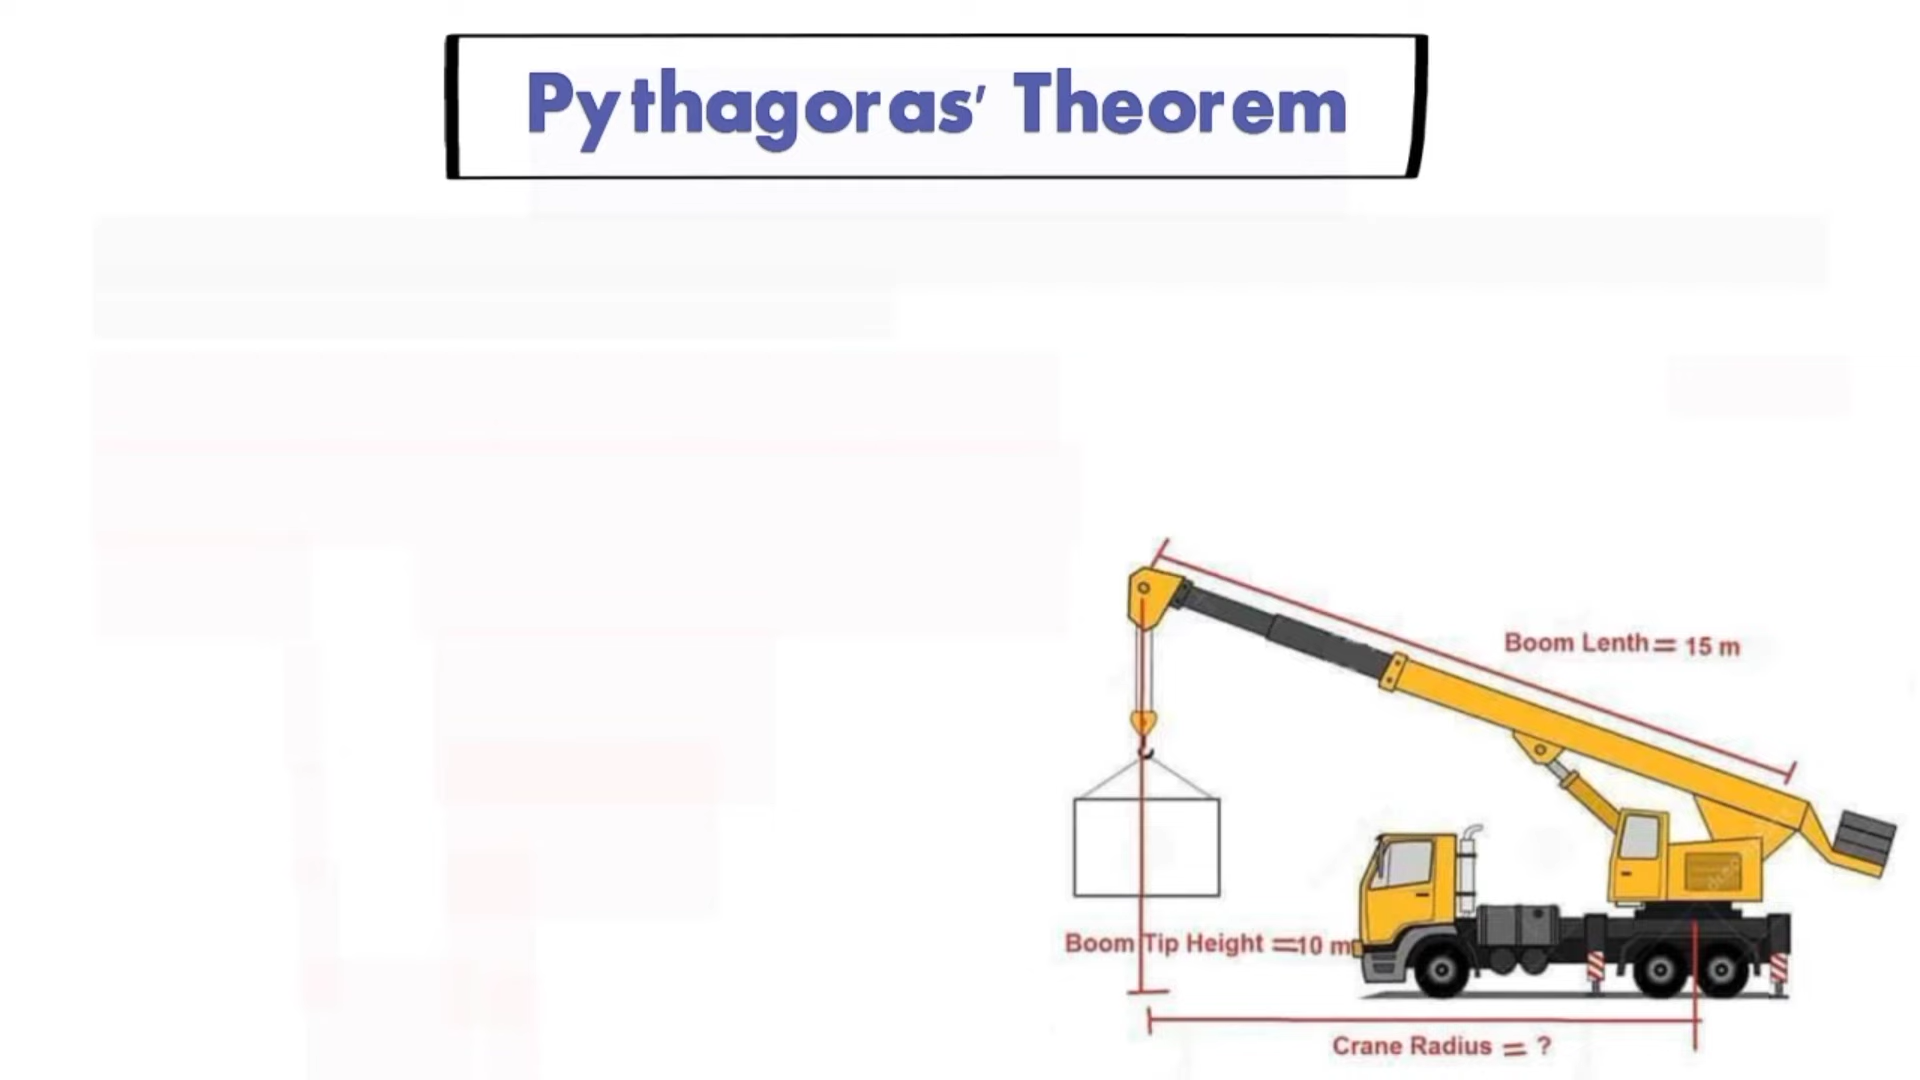 Pythagoras' Theorem
Boom Lenth = 15 m
Boom Tip Height =10 m
Crane Radius = ?